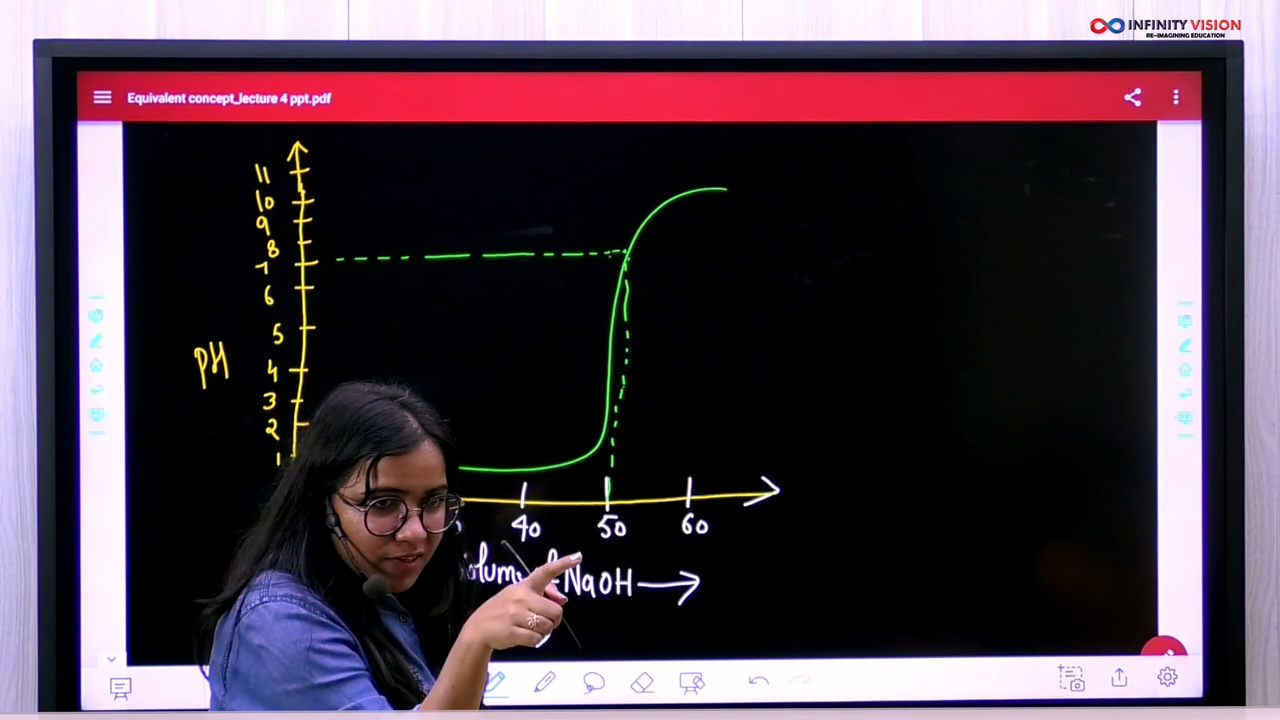 INFINITY VISION
RE-IMAGINING EDUCATION
Equivalent concept_lecture 4 ppt.pdf
11
10
9
8
7
6
5
PH
4
3
2
1
40 50 60
NaOH